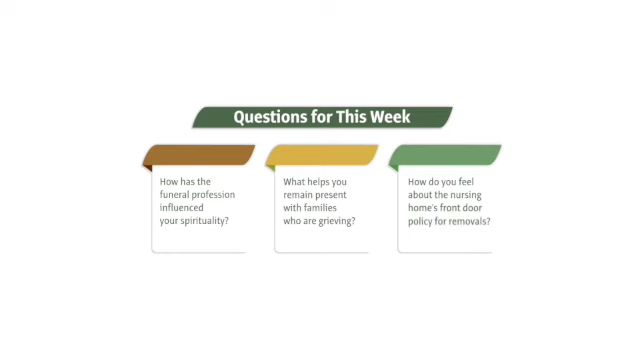 Questions for This Week
How has the
funeral profession
influenced
your spirituality?
What helps you
remain present
with families
who are grieving?
How do you feel
about the nursing
home's front door
policy for removals?